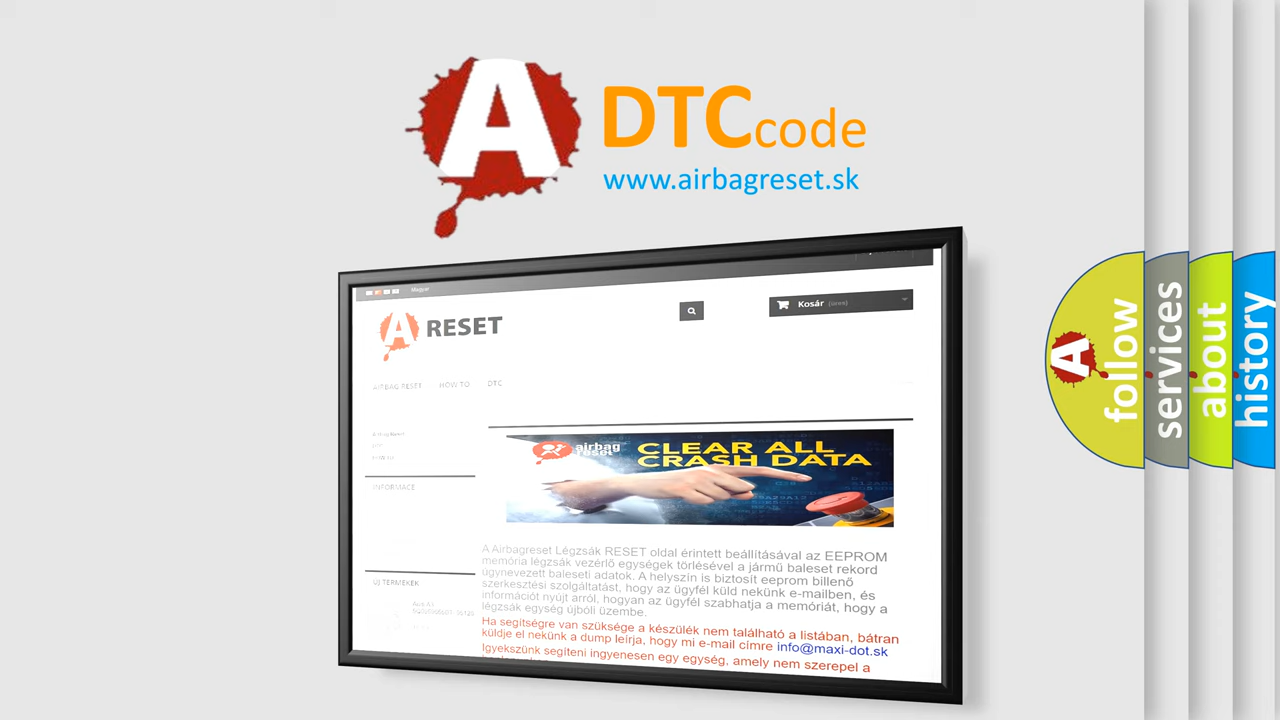 A
DTC code
www.airbagreset.sk
Magyar
A RESET
Kosár (üres)
AIRBAG RESET HOW TO DTC
INFORMACE
airbag
reset
CLEAR ALL
CRASH DATA
A Airbagreset Légzsák RESET oldal érintett beállításával az EEPROM
memória légzsák vezérlő egységek törlésével a jármű baleset rekord
úgynevezett baleseti adatok. A helyszín is biztosít eeprom billenő
szerkesztési szolgáltatást, hogy az ügyfél küld nekünk e-mailben, és
információt nyújt arról, hogyan az ügyfél szabhatja a memóriát, hogy a
légzsák egység újbóli üzembe.
Ha segítségre van szüksége a készülék nem található a listában, bátran
küldje el nekünk a dump leírja, hogy mi e-mail címre info@maxi-dot.sk
Igyekszünk segíteni ingyenesen egy egység, amely nem szerepel a
ÚJ TERMÉKEK
A
follow
services
about
history